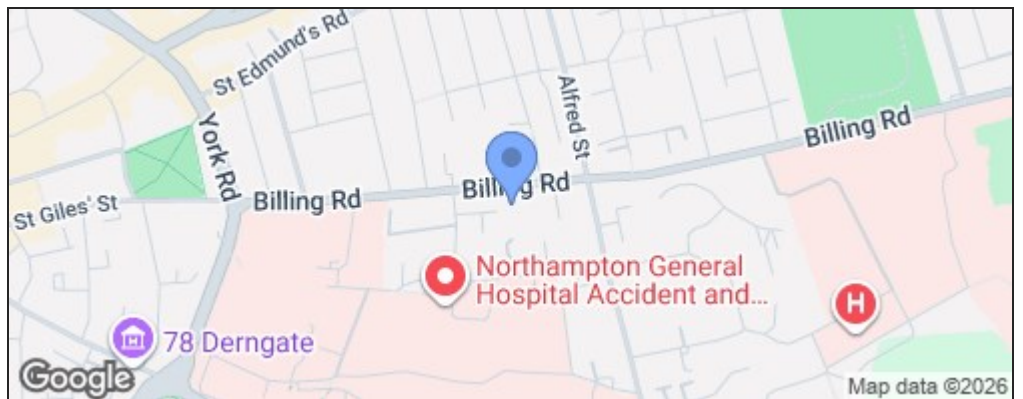 St Edmund's Rd
York Rd
Alfred St
Billing Rd
Billing Rd
Billing Rd
St Giles' St
Northampton General
Hospital Accident and...
H
78 Derngate
Google
Map data ©2026